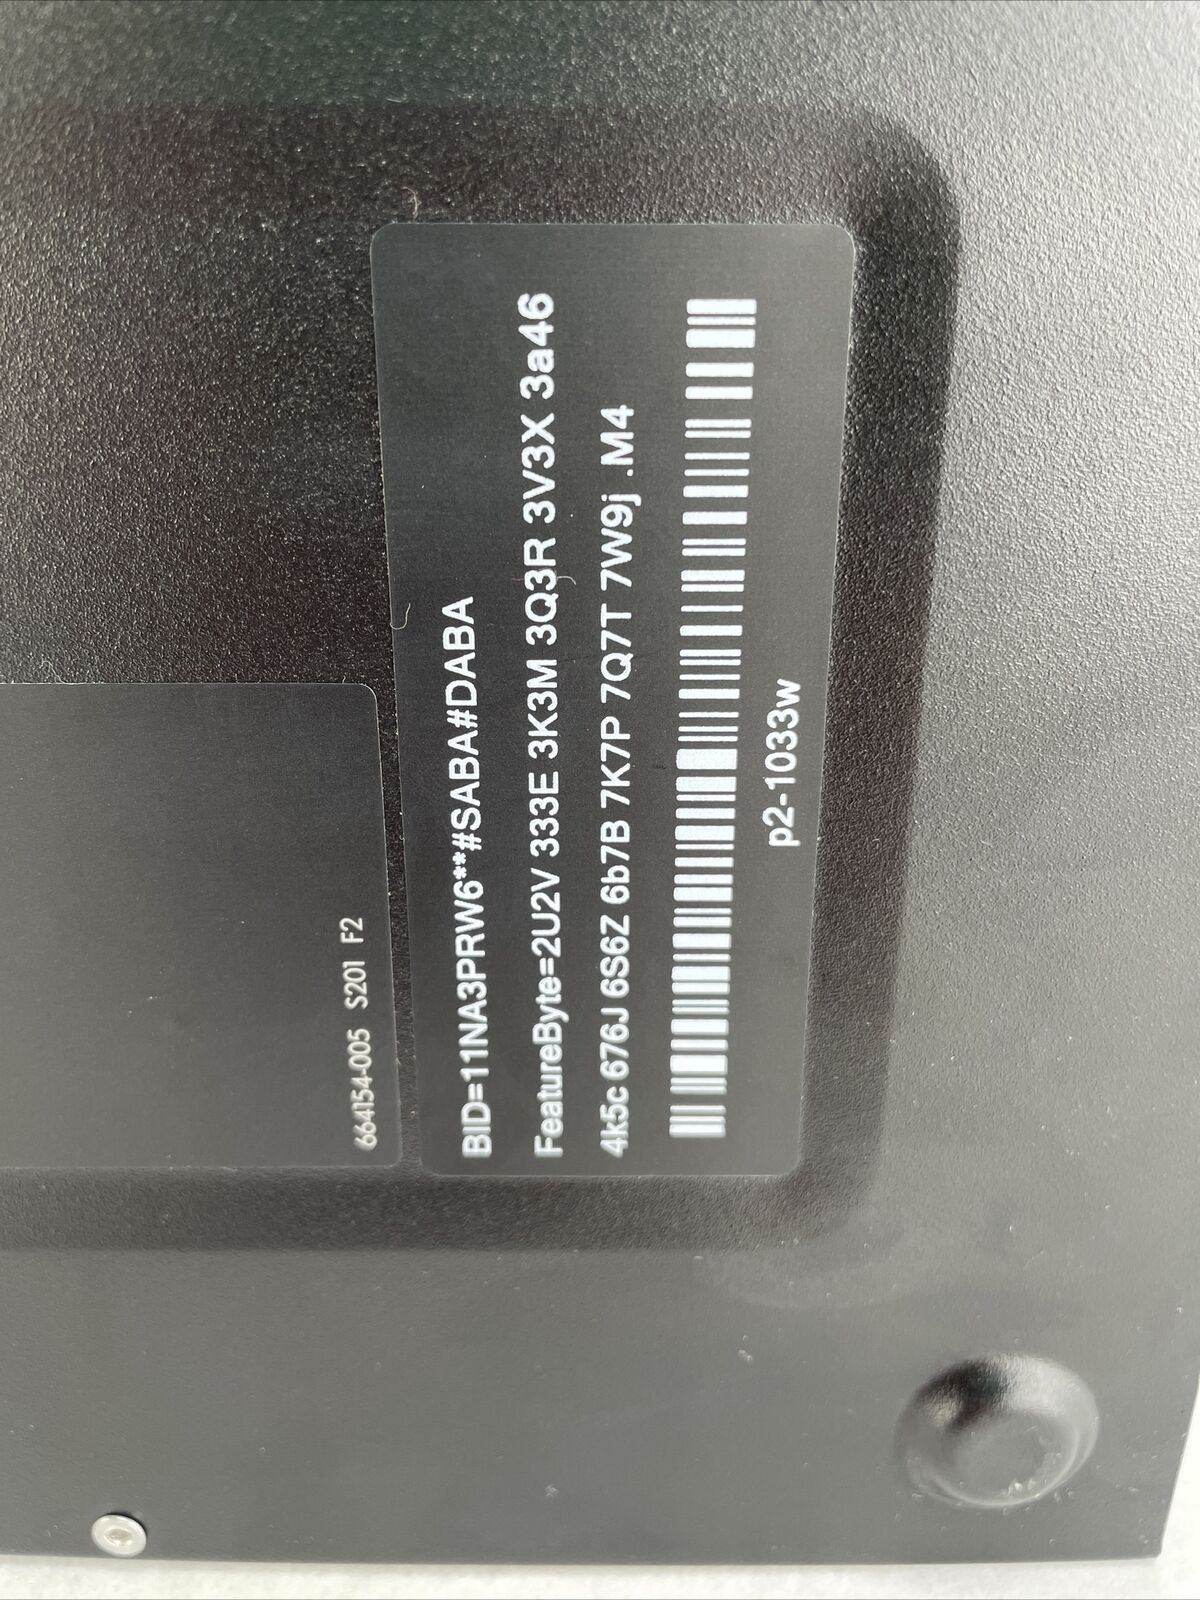 664154-005 S201 F2
BID=11NA3PRW6**#SABA#DABA
FeatureByte=2U2V 333E 3K3M 3Q3R 3V3X 3a46
4k5c 676J 6S6Z 6b7B 7K7P 7Q7T 7W9j .M4
p2-1033w